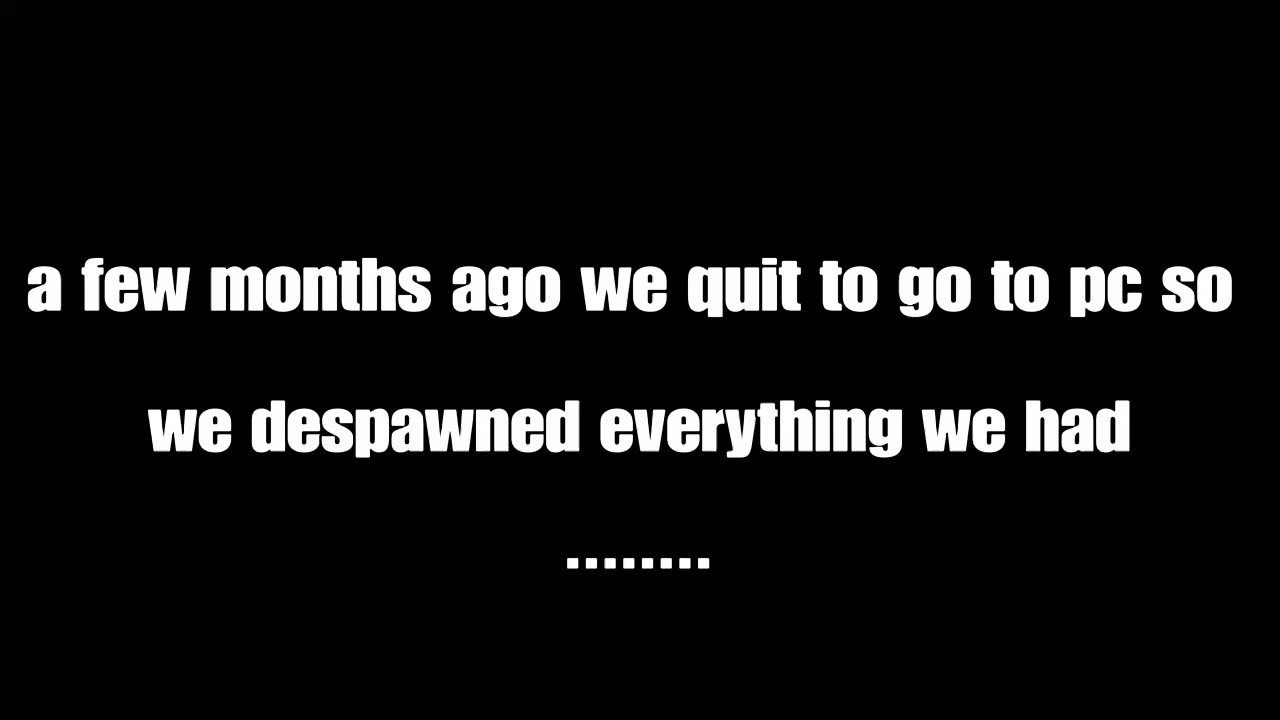 a few months ago we quit to go to pc so
we despawned everything we had
........